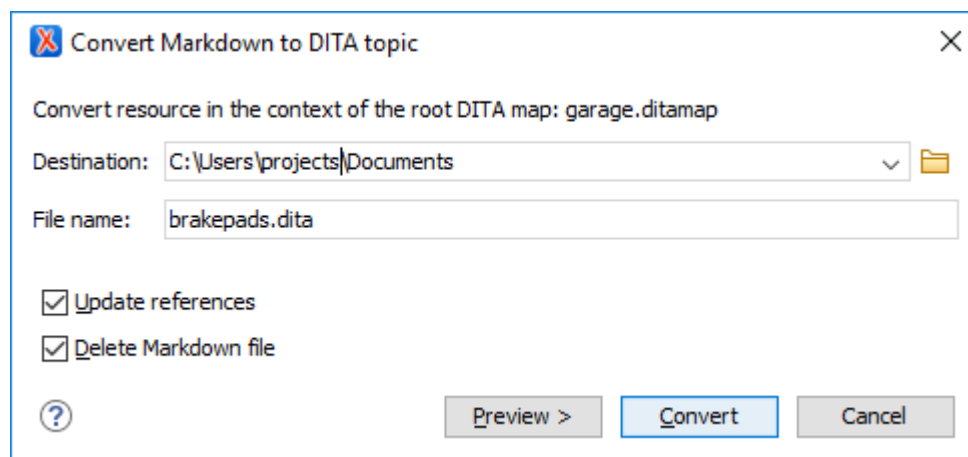 Convert Markdown to DITA topic
Convert resource in the context of the root DITA map: garage.ditamap
Destination: C:\Users\projects\Documents
File name: brakepads.dita
Update references
Delete Markdown file
? Preview > Convert Cancel